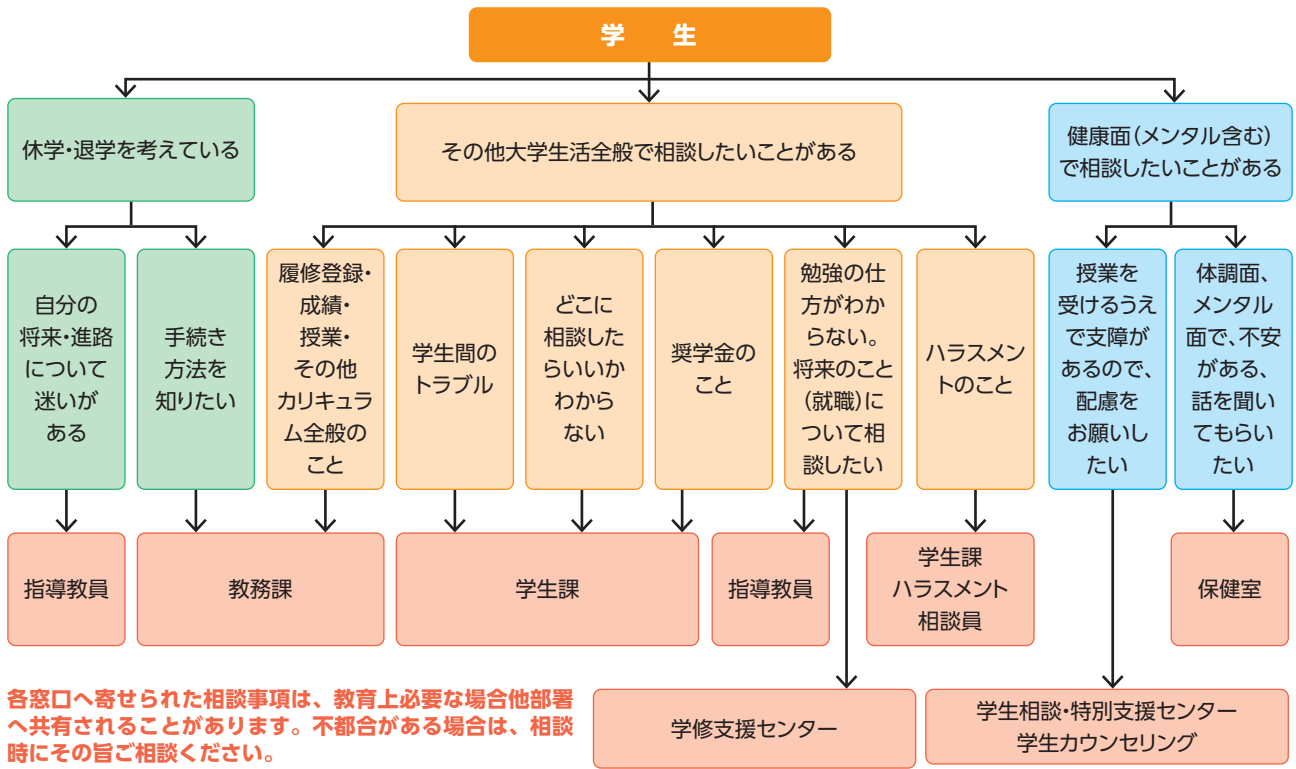 学　生
休学・退学を考えている
その他大学生活全般で相談したいことがある
健康面(メンタル含む)
で相談したいことがある
自分の
将来・進路
について
迷いが
ある
手続き
方法を
知りたい
履修登録・
成績・
授業・
その他
カリキュラ
ム全般の
こと
学生間の
トラブル
どこに
相談した
らいいか
わから
ない
奨学金の
こと
勉強の仕
方がわか
らない。
将来のこと
(就職)に
ついて相
談したい
ハラスメン
トのこと
授業を
受けるうえ
で支障が
あるので、
配慮を
お願いし
たい
体調面、
メンタル
面で、不安
がある、
話を聞い
てもらい
たい
指導教員
教務課
学生課
指導教員
学生課
ハラスメント
相談員
保健室
各窓口へ寄せられた相談事項は、教育上必要な場合他部署
へ共有されることがあります。不都合がある場合は、相談
時にその旨ご相談ください。
学修支援センター
学生相談・特別支援センター
学生カウンセリング